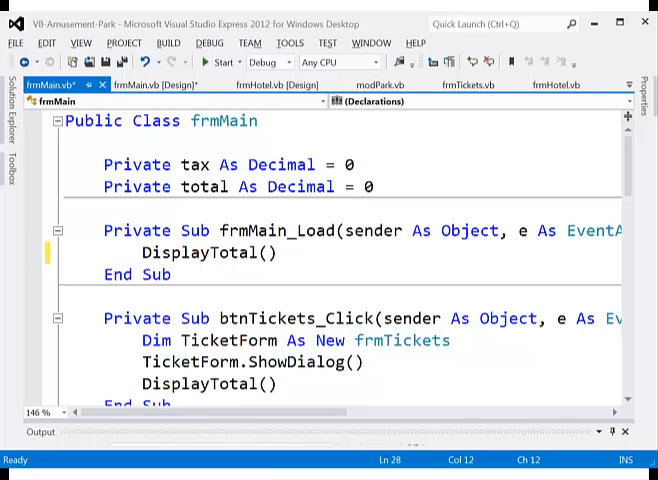 VB-Amusement-Park - Microsoft Visual Studio Express 2012 for Windows Desktop
Quick Launch (Ctrl+Q)
FILE EDIT VIEW PROJECT BUILD DEBUG TEAM TOOLS TEST WINDOW HELP
Start Debug Any CPU
frmMain.vb* frmMain.vb [Design]* frmHotel.vb [Design] modPark.vb frmTickets.vb frmHotel.vb
Solution Explorer
Toolbox
Properties
frmMain (Declarations)
Public Class frmMain
Private tax As Decimal = 0
Private total As Decimal = 0
Private Sub frmMain_Load(sender As Object, e As EventA
DisplayTotal()
End Sub
Private Sub btnTickets_Click(sender As Object, e As Ev
Dim TicketForm As New frmTickets
TicketForm.ShowDialog()
DisplayTotal()
End Sub
146 %
Output
Ready Ln 28 Col 12 Ch 12 INS